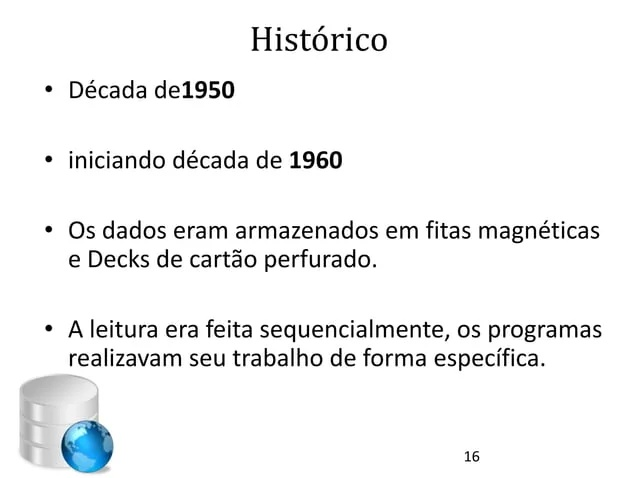 Histórico
• Década de1950
• iniciando década de 1960
• Os dados eram armazenados em fitas magnéticas
e Decks de cartão perfurado.
• A leitura era feita sequencialmente, os programas
realizavam seu trabalho de forma específica.
16